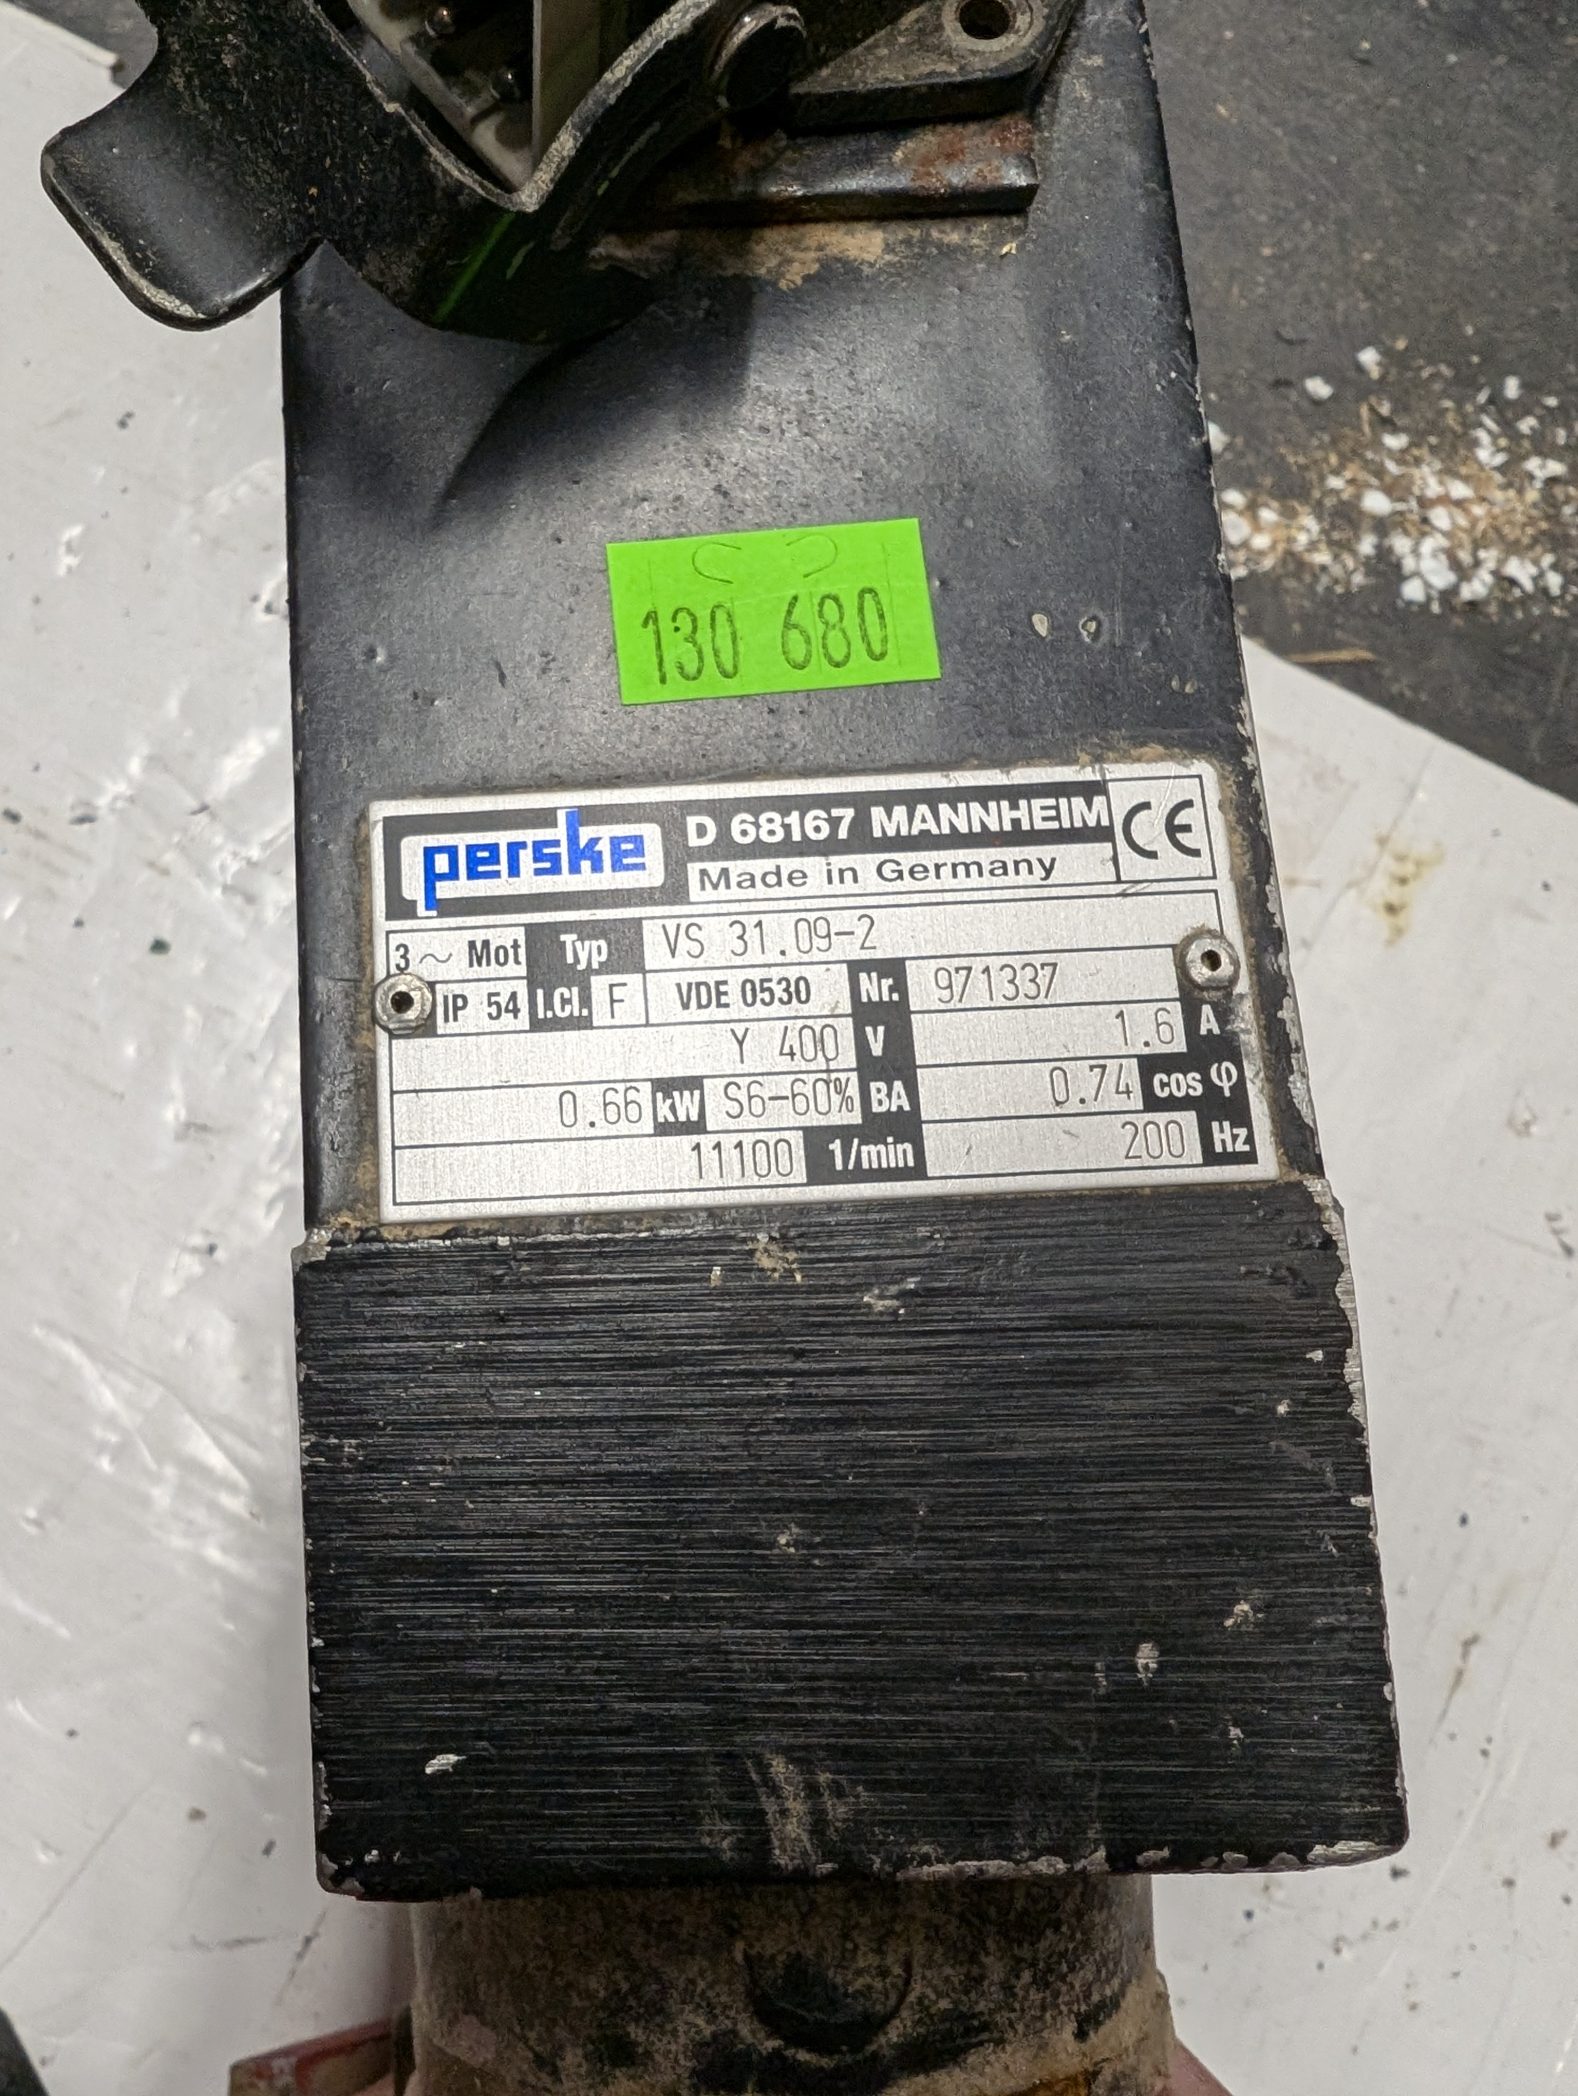 130 680
perske D 68167 MANNHEIM CE
Made in Germany
3 ~ Mot Typ VS 31.09-2
IP 54 I.Cl. F VDE 0530 Nr. 971337
Y 400 V 1.6 A
0.66 kW S6-60% BA 0.74 cos φ
11100 1/min 200 Hz